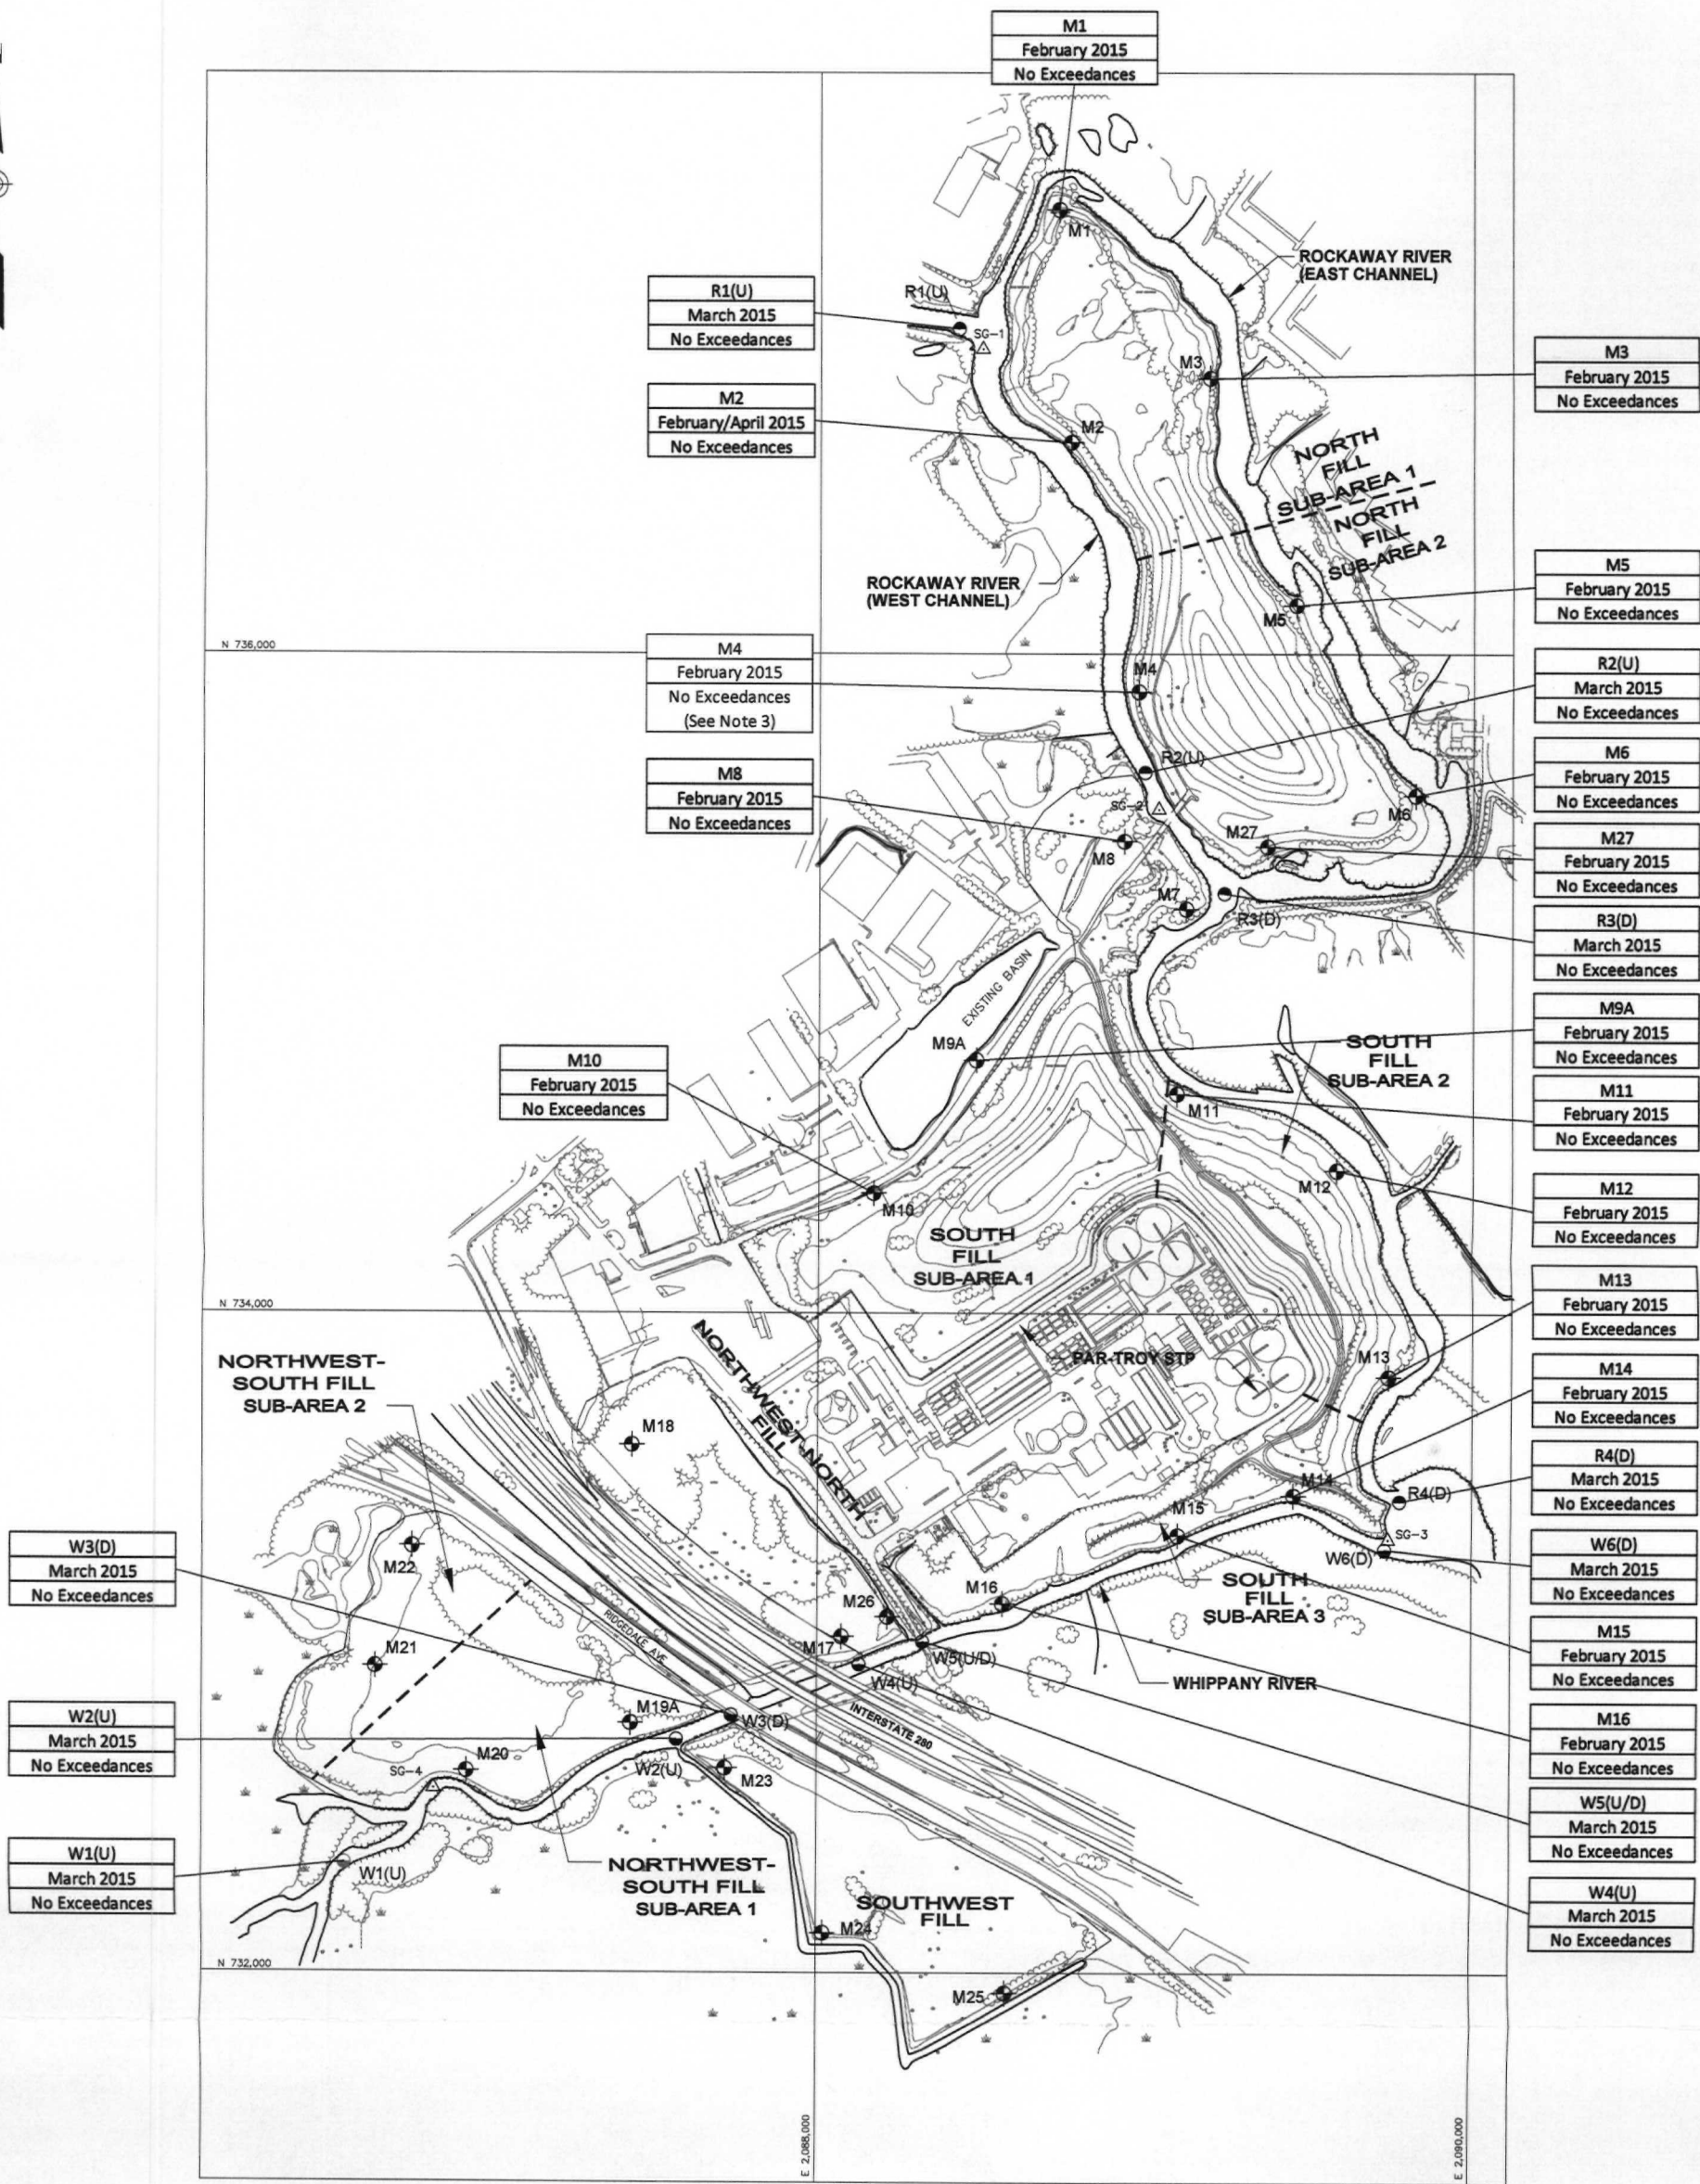 M1
February 2015
No Exceedances
R1(U)
March 2015
No Exceedances
M2
February/April 2015
No Exceedances
M4
February 2015
No Exceedances
(See Note 3)
M8
February 2015
No Exceedances
M10
February 2015
No Exceedances
W3(D)
March 2015
No Exceedances
W2(U)
March 2015
No Exceedances
W1(U)
March 2015
No Exceedances
M3
February 2015
No Exceedances
M5
February 2015
No Exceedances
R2(U)
March 2015
No Exceedances
M6
February 2015
No Exceedances
M27
February 2015
No Exceedances
R3(D)
March 2015
No Exceedances
M9A
February 2015
No Exceedances
M11
February 2015
No Exceedances
M12
February 2015
No Exceedances
M13
February 2015
No Exceedances
M14
February 2015
No Exceedances
R4(D)
March 2015
No Exceedances
W6(D)
March 2015
No Exceedances
M15
February 2015
No Exceedances
M16
February 2015
No Exceedances
W5(U/D)
March 2015
No Exceedances
W4(U)
March 2015
No Exceedances
M1
ROCKAWAY RIVER
(EAST CHANNEL)
R1(U)
SG-1
M3
M2
NORTH
FILL
SUB-AREA 1
NORTH
FILL
SUB-AREA 2
ROCKAWAY RIVER
(WEST CHANNEL)
M5
N 736,000
M4
R2(U)
SG-2
M6
M27
M8
M7
R3(D)
EXISTING BASIN
M9A
SOUTH
FILL
SUB-AREA 2
M11
M12
M10
SOUTH
FILL
SUB-AREA 1
N 734,000
NORTHWEST-NORTH
FILL
PAR-TROY STP
M13
NORTHWEST-
SOUTH FILL
SUB-AREA 2
M18
M14
R4(D)
M15
SG-3
W6(D)
M22
SOUTH
FILL
SUB-AREA 3
M16
M26
RIDGEDALE AVE
M17
M21
W5(U/D)
W4(U)
WHIPPANY RIVER
M19A
W3(D)
INTERSTATE 280
M20
SG-4
W2(U)
M23
W1(U)
NORTHWEST-
SOUTH FILL
SUB-AREA 1
SOUTHWEST
FILL
M24
N 732,000
M25
E 2,088,000
E 2,090,000